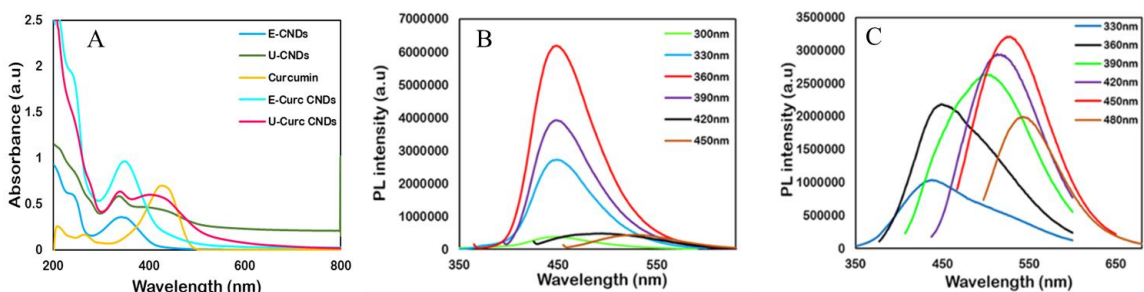 A
Absorbance (a.u)
2.5
2
1.5
1
0.5
0
200
400
600
800
Wavelength (nm)
E-CNDs
U-CNDs
Curcumin
E-Curc CNDs
U-Curc CNDs
B
PL intensity (a.u)
7000000
6000000
5000000
4000000
3000000
2000000
1000000
0
350
450
550
Wavelength (nm)
300nm
330nm
360nm
390nm
420nm
450nm
C
PL intensity (a.u)
3500000
3000000
2500000
2000000
1500000
1000000
500000
0
350
450
550
650
Wavelength (nm)
330nm
360nm
390nm
420nm
450nm
480nm